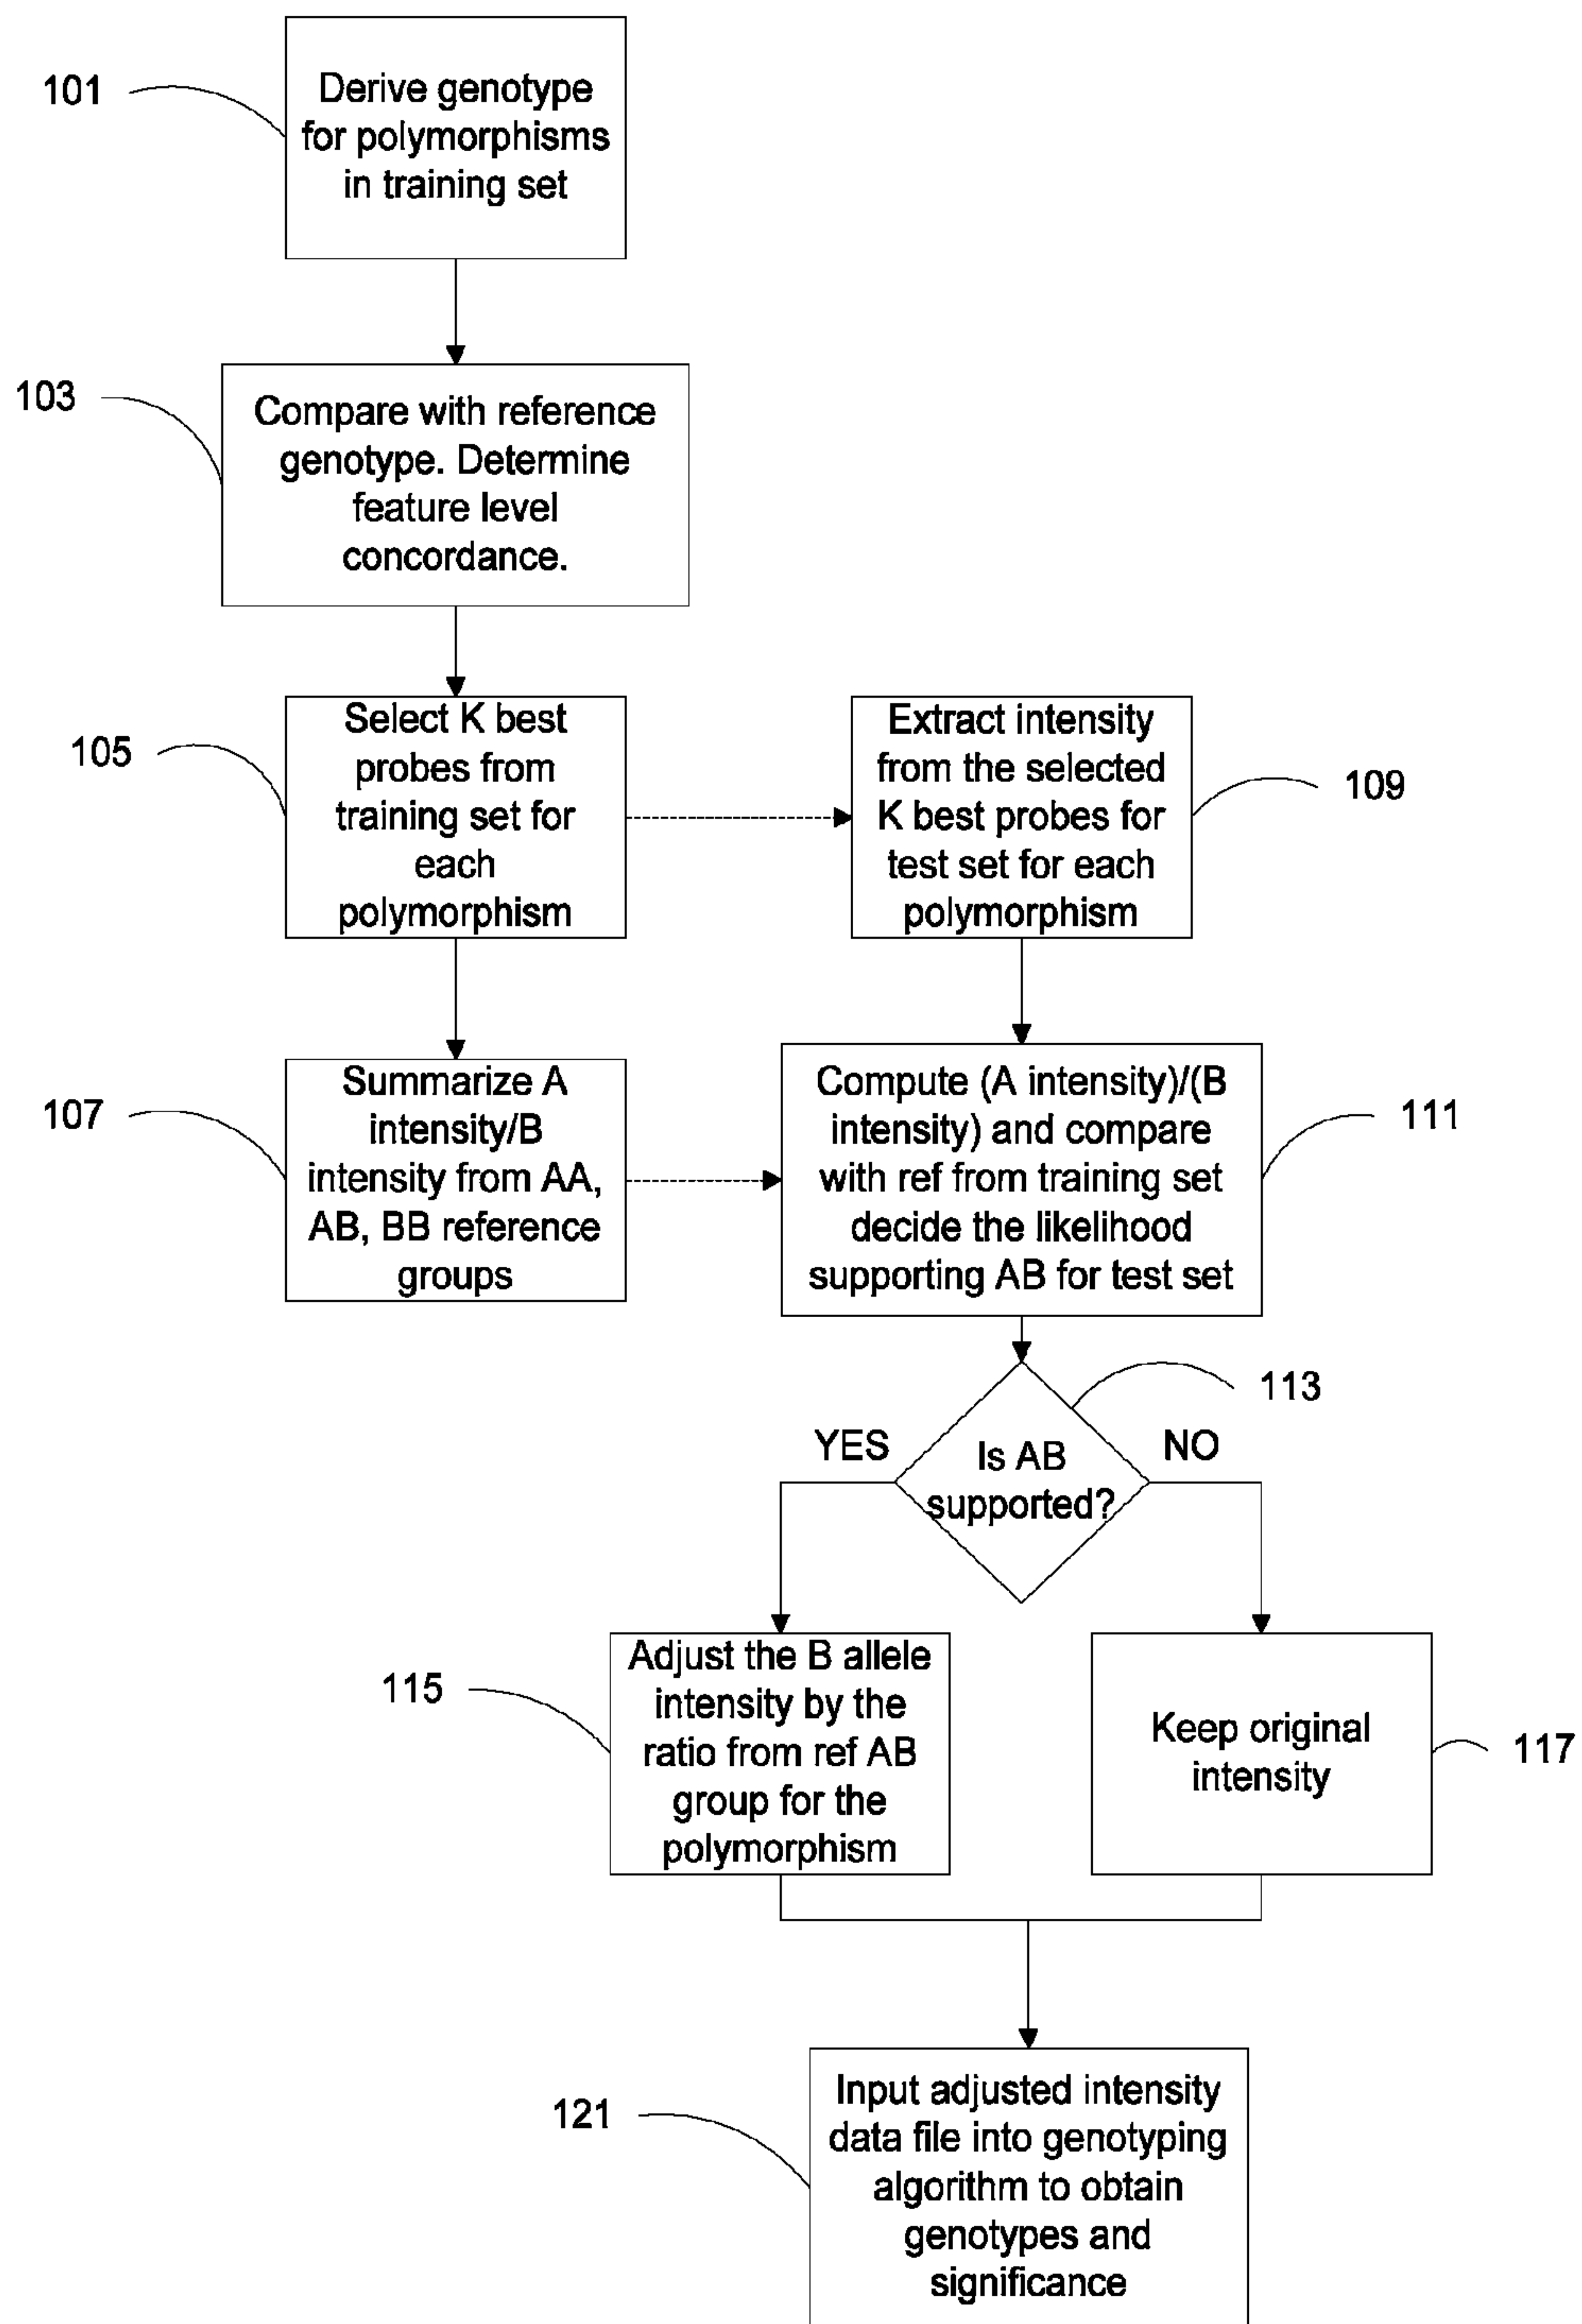 101
Derive genotype
for polymorphisms
in training set
103
Compare with reference
genotype. Determine
feature level
concordance.
105
Select K best
probes from
training set for
each
polymorphism
Extract intensity
from the selected
K best probes for
test set for each
polymorphism
109
107
Summarize A
intensity/B
intensity from AA,
AB, BB reference
groups
Compute (A intensity)/(B
intensity) and compare
with ref from training set
decide the likelihood
supporting AB for test set
111
113
YES
Is AB
supported?
NO
115
Adjust the B allele
intensity by the
ratio from ref AB
group for the
polymorphism
Keep original
intensity
117
121
Input adjusted intensity
data file into genotyping
algorithm to obtain
genotypes and
significance